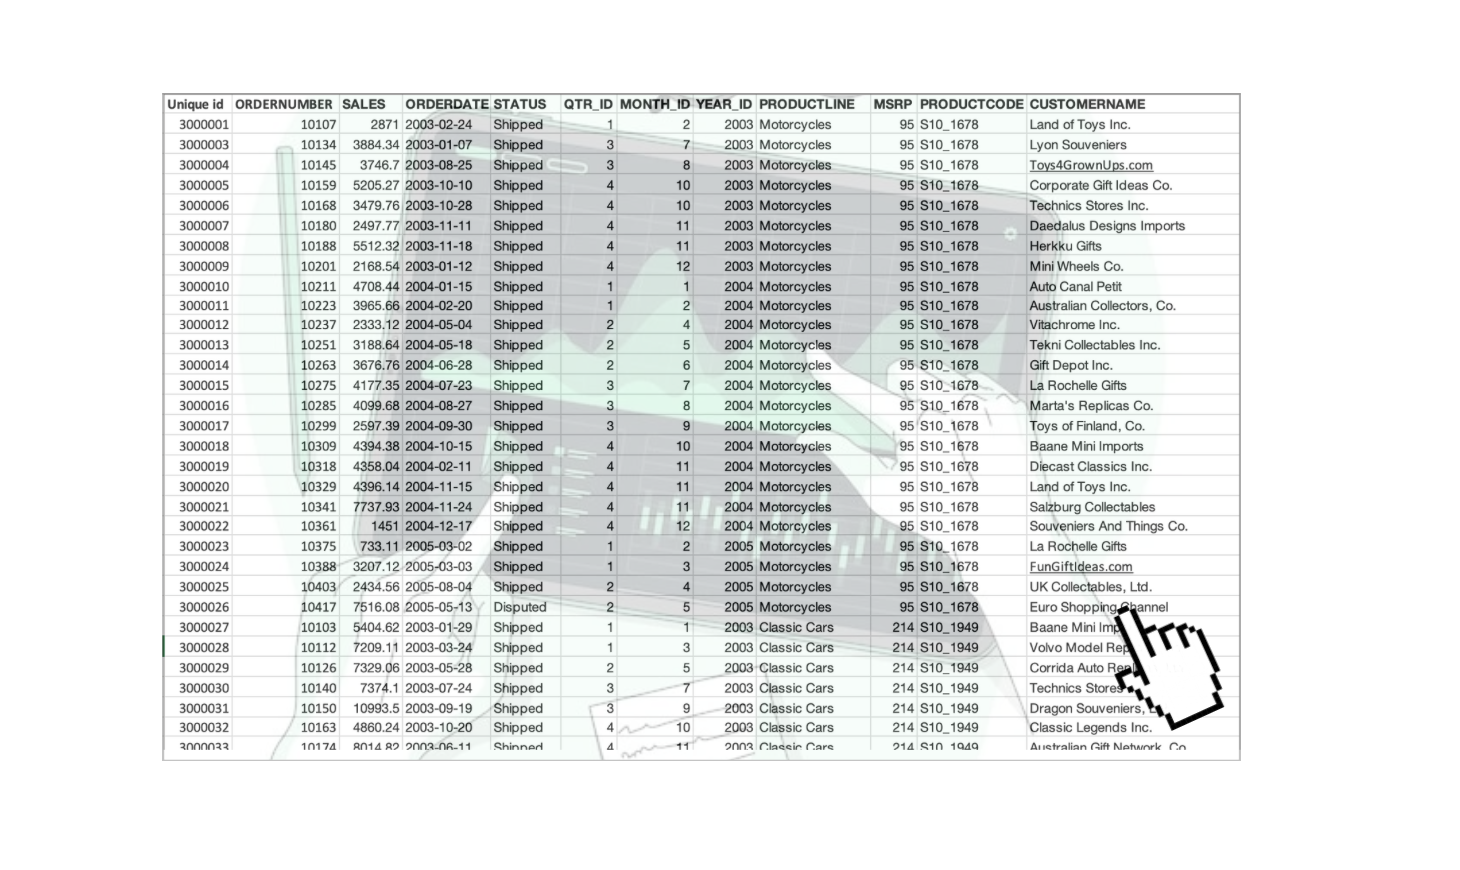 Unique id ORDERNUMBER SALES ORDERDATE STATUS QTR_ID MONTH_ID YEAR_ID PRODUCTLINE MSRP PRODUCTCODE CUSTOMERNAME
3000001 10107 2871 2003-02-24 Shipped 1 2 2003 Motorcycles 95 S10_1678 Land of Toys Inc.
3000003 10134 3884.34 2003-01-07 Shipped 3 7 2003 Motorcycles 95 S10_1678 Lyon Souveniers
3000004 10145 3746.7 2003-08-25 Shipped 3 8 2003 Motorcycles 95 S10_1678 Toys4GrownUps.com
3000005 10159 5205.27 2003-10-10 Shipped 4 10 2003 Motorcycles 95 S10_1678 Corporate Gift Ideas Co.
3000006 10168 3479.76 2003-10-28 Shipped 4 10 2003 Motorcycles 95 S10_1678 Technics Stores Inc.
3000007 10180 2497.77 2003-11-11 Shipped 4 11 2003 Motorcycles 95 S10_1678 Daedalus Designs Imports
3000008 10188 5512.32 2003-11-18 Shipped 4 11 2003 Motorcycles 95 S10_1678 Herkku Gifts
3000009 10201 2168.54 2003-01-12 Shipped 4 12 2003 Motorcycles 95 S10_1678 Mini Wheels Co.
3000010 10211 4708.44 2004-01-15 Shipped 1 1 2004 Motorcycles 95 S10_1678 Auto Canal Petit
3000011 10223 3965.66 2004-02-20 Shipped 1 2 2004 Motorcycles 95 S10_1678 Australian Collectors, Co.
3000012 10237 2333.12 2004-05-04 Shipped 2 4 2004 Motorcycles 95 S10_1678 Vitachrome Inc.
3000013 10251 3188.64 2004-05-18 Shipped 2 5 2004 Motorcycles 95 S10_1678 Tekni Collectables Inc.
3000014 10263 3676.76 2004-06-28 Shipped 2 6 2004 Motorcycles 95 S10_1678 Gift Depot Inc.
3000015 10275 4177.35 2004-07-23 Shipped 3 7 2004 Motorcycles 95 S10_1678 La Rochelle Gifts
3000016 10285 4099.68 2004-08-27 Shipped 3 8 2004 Motorcycles 95 S10_1678 Marta's Replicas Co.
3000017 10299 2597.39 2004-09-30 Shipped 3 9 2004 Motorcycles 95 S10_1678 Toys of Finland, Co.
3000018 10309 4394.38 2004-10-15 Shipped 4 10 2004 Motorcycles 95 S10_1678 Baane Mini Imports
3000019 10318 4358.04 2004-02-11 Shipped 4 11 2004 Motorcycles 95 S10_1678 Diecast Classics Inc.
3000020 10329 4396.14 2004-11-15 Shipped 4 11 2004 Motorcycles 95 S10_1678 Land of Toys Inc.
3000021 10341 7737.93 2004-11-24 Shipped 4 11 2004 Motorcycles 95 S10_1678 Salzburg Collectables
3000022 10361 1451 2004-12-17 Shipped 4 12 2004 Motorcycles 95 S10_1678 Souveniers And Things Co.
3000023 10375 733.11 2005-03-02 Shipped 1 2 2005 Motorcycles 95 S10_1678 La Rochelle Gifts
3000024 10388 3207.12 2005-03-03 Shipped 1 3 2005 Motorcycles 95 S10_1678 FunGiftIdeas.com
3000025 10403 2434.56 2005-08-04 Shipped 2 4 2005 Motorcycles 95 S10_1678 UK Collectables, Ltd.
3000026 10417 7516.08 2005-05-13 Disputed 2 5 2005 Motorcycles 95 S10_1678 Euro Shopping Channel
3000027 10103 5404.62 2003-01-29 Shipped 1 1 2003 Classic Cars 214 S10_1949 Baane Mini
3000028 10112 7209.11 2003-03-24 Shipped 1 3 2003 Classic Cars 214 S10_1949 Volvo Model
3000029 10126 7329.06 2003-05-28 Shipped 2 5 2003 Classic Cars 214 S10_1949 Corrida Auto
3000030 10140 7374.1 2003-07-24 Shipped 3 7 2003 Classic Cars 214 S10_1949 Technics Stores
3000031 10150 10993.5 2003-09-19 Shipped 3 9 2003 Classic Cars 214 S10_1949 Dragon Souveniers,
3000032 10163 4860.24 2003-10-20 Shipped 4 10 2003 Classic Cars 214 S10_1949 Classic Legends Inc.
3000033 10174 8014.82 2003-06-11 Shipped 4 11 2003 Classic Cars 214 S10_1949 Australian Gift Network, Co